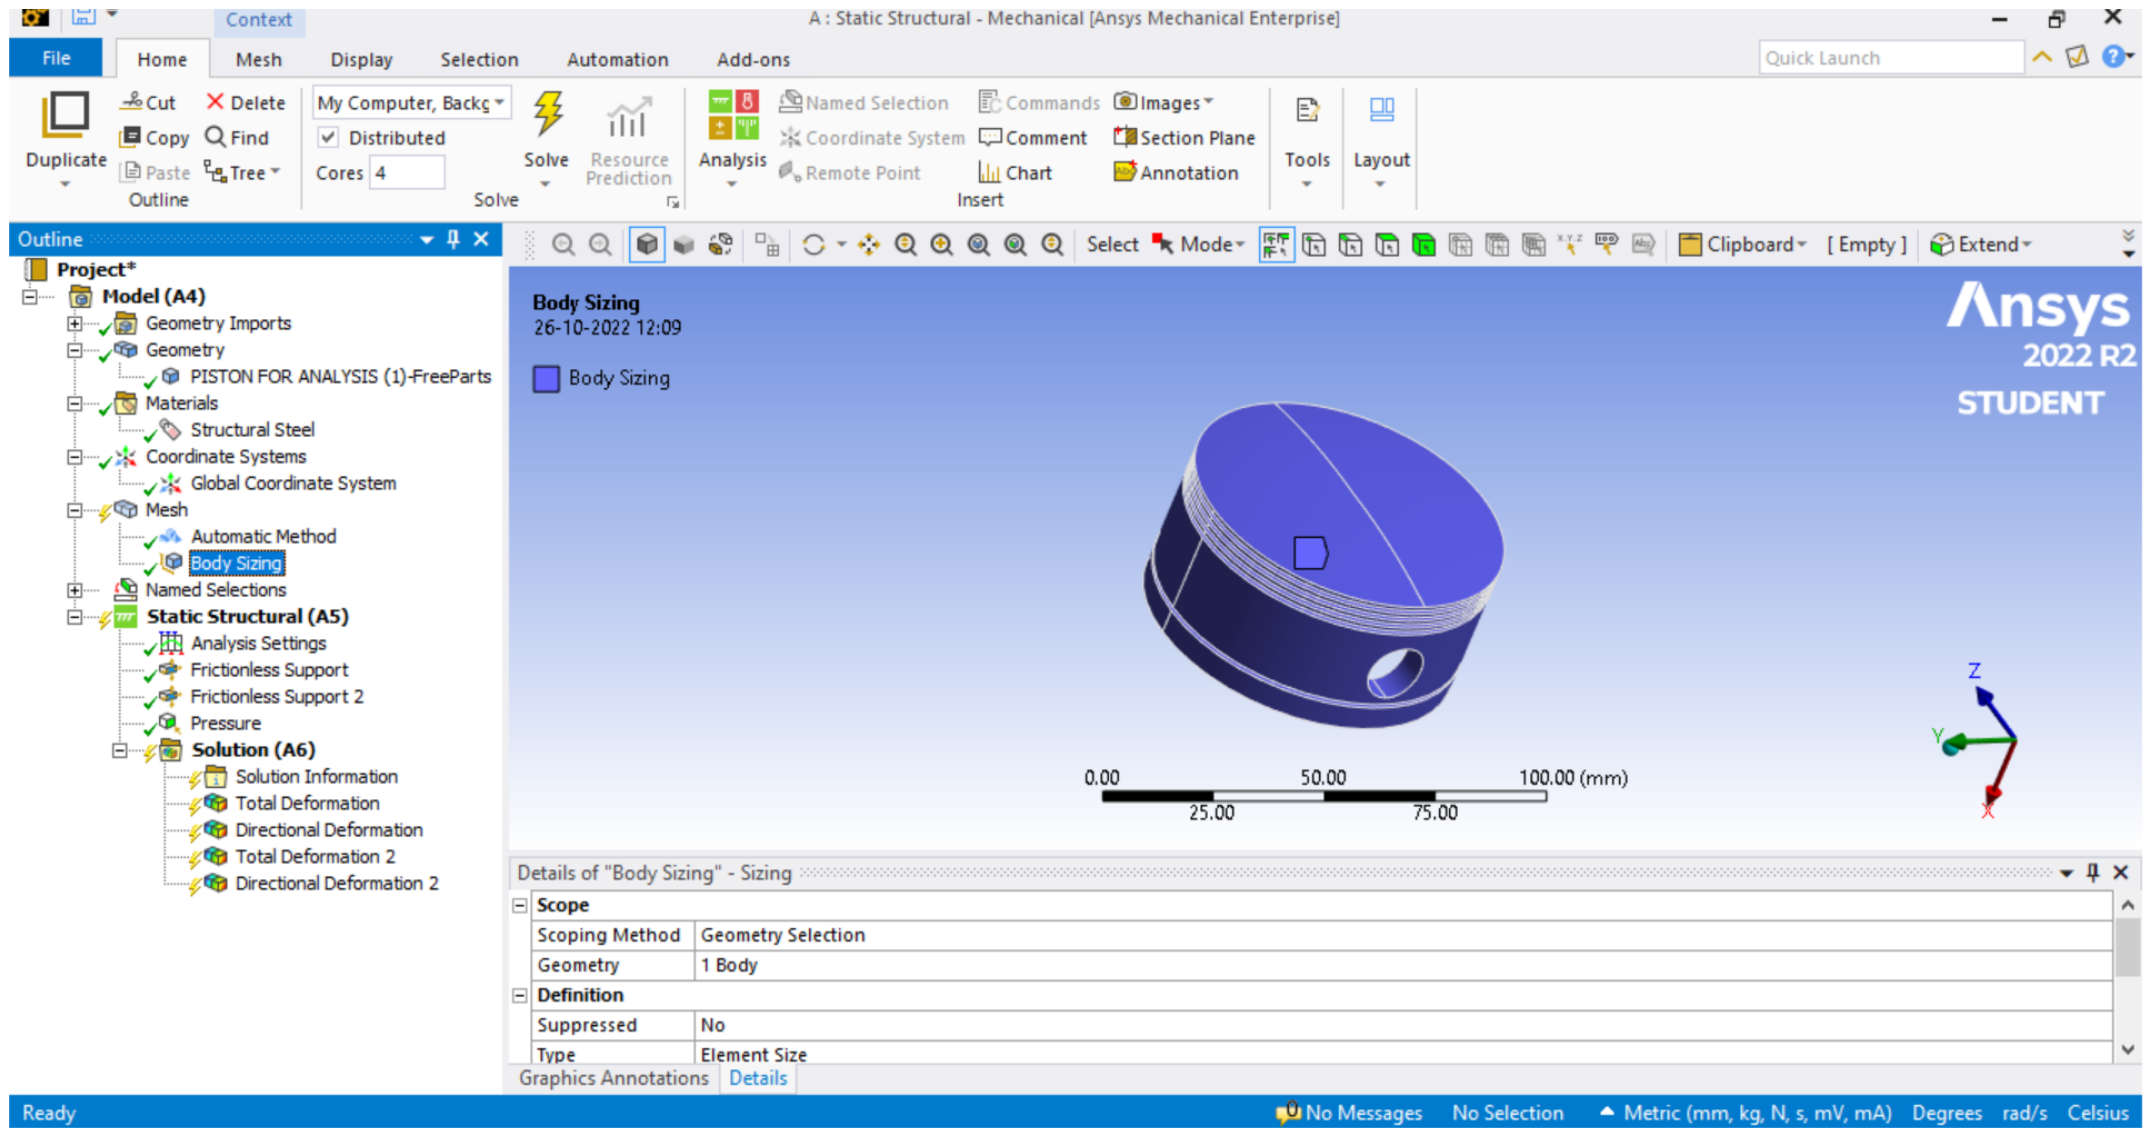 Context
A : Static Structural - Mechanical [Ansys Mechanical Enterprise]
File Home Mesh Display Selection Automation Add-ons
Quick Launch
Duplicate
Cut
Delete
Copy
Find
Paste
Tree
Outline
My Computer, Backg
Distributed
Cores 4
Solve
Resource
Prediction
Solve
Analysis
Named Selection
Coordinate System
Remote Point
Commands
Comment
Chart
Images
Section Plane
Annotation
Insert
Tools
Layout
Outline
Select Mode Clipboard [ Empty ] Extend
Project*
Model (A4)
Geometry Imports
Geometry
PISTON FOR ANALYSIS (1)-FreeParts
Materials
Structural Steel
Coordinate Systems
Global Coordinate System
Mesh
Automatic Method
Body Sizing
Named Selections
Static Structural (A5)
Analysis Settings
Frictionless Support
Frictionless Support 2
Pressure
Solution (A6)
Solution Information
Total Deformation
Directional Deformation
Total Deformation 2
Directional Deformation 2
Body Sizing
26-10-2022 12:09
Body Sizing
Ansys
2022 R2
STUDENT
Z
Y
X
0.00 50.00 100.00 (mm)
25.00 75.00
Details of "Body Sizing" - Sizing
Scope
Scoping Method Geometry Selection
Geometry 1 Body
Definition
Suppressed No
Type Element Size
Graphics Annotations Details
Ready
No Messages No Selection Metric (mm, kg, N, s, mV, mA) Degrees rad/s Celsius